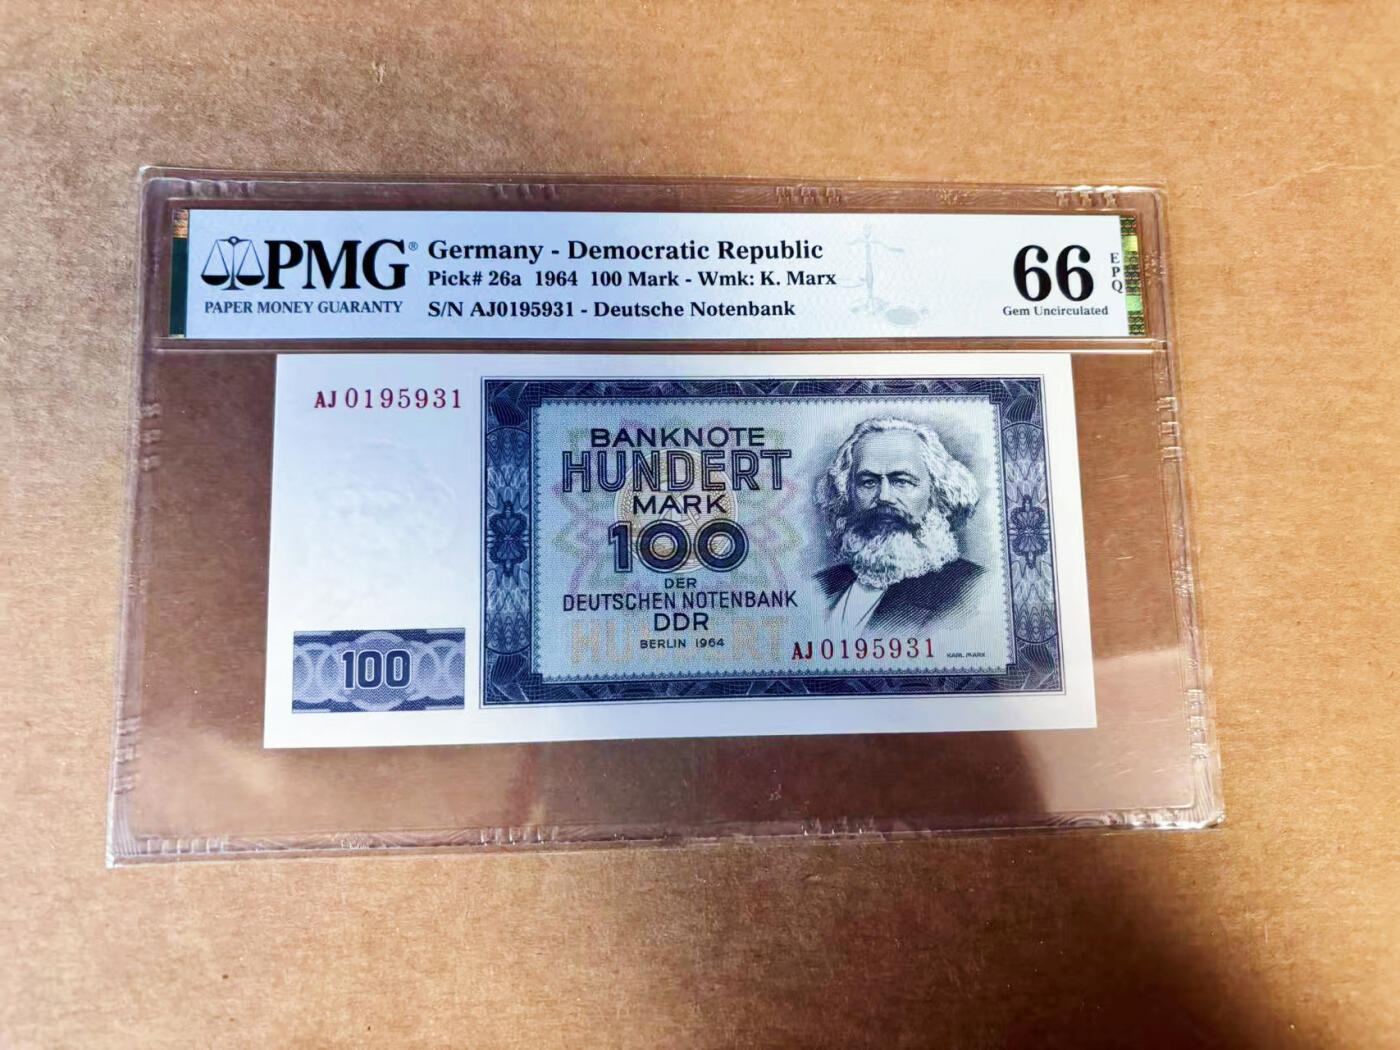 PMG®
PAPER MONEY GUARANTY
Germany - Democratic Republic
Pick# 26a 1964 100 Mark - Wmk: K. Marx
S/N AJ0195931 - Deutsche Notenbank
66
EPQ
Gem Uncirculated
AJ 0195931
BANKNOTE
HUNDERT
MARK
100
DER
DEUTSCHEN NOTENBANK
DDR
BERLIN 1964
HUNDERT
AJ 0195931
KARL MARX
100